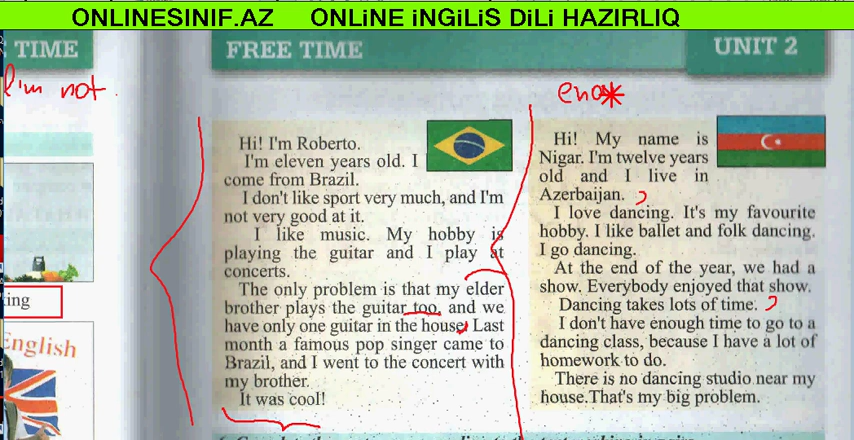 ONLINESINIF.AZ ONLiNE iNGiLiS DiLi HAZIRLIQ
TIME
FREE TIME
UNIT 2
I'm not.
Hi! I'm Roberto.
I'm eleven years old. I
come from Brazil.
I don't like sport very much, and I'm
not very good at it.
I like music. My hobby is
playing the guitar and I play at
concerts.
The only problem is that my elder
brother plays the guitar too, and we
have only one guitar in the house. Last
month a famous pop singer came to
Brazil, and I went to the concert with
my brother.
It was cool!
Hi! My name is
Nigar. I'm twelve years
old and I live in
Azerbaijan.
I love dancing. It's my favourite
hobby. I like ballet and folk dancing.
I go dancing.
At the end of the year, we had a
show. Everybody enjoyed that show.
Dancing takes lots of time.
I don't have enough time to go to a
dancing class, because I have a lot of
homework to do.
There is no dancing studio near my
house.That's my big problem.
ing
English